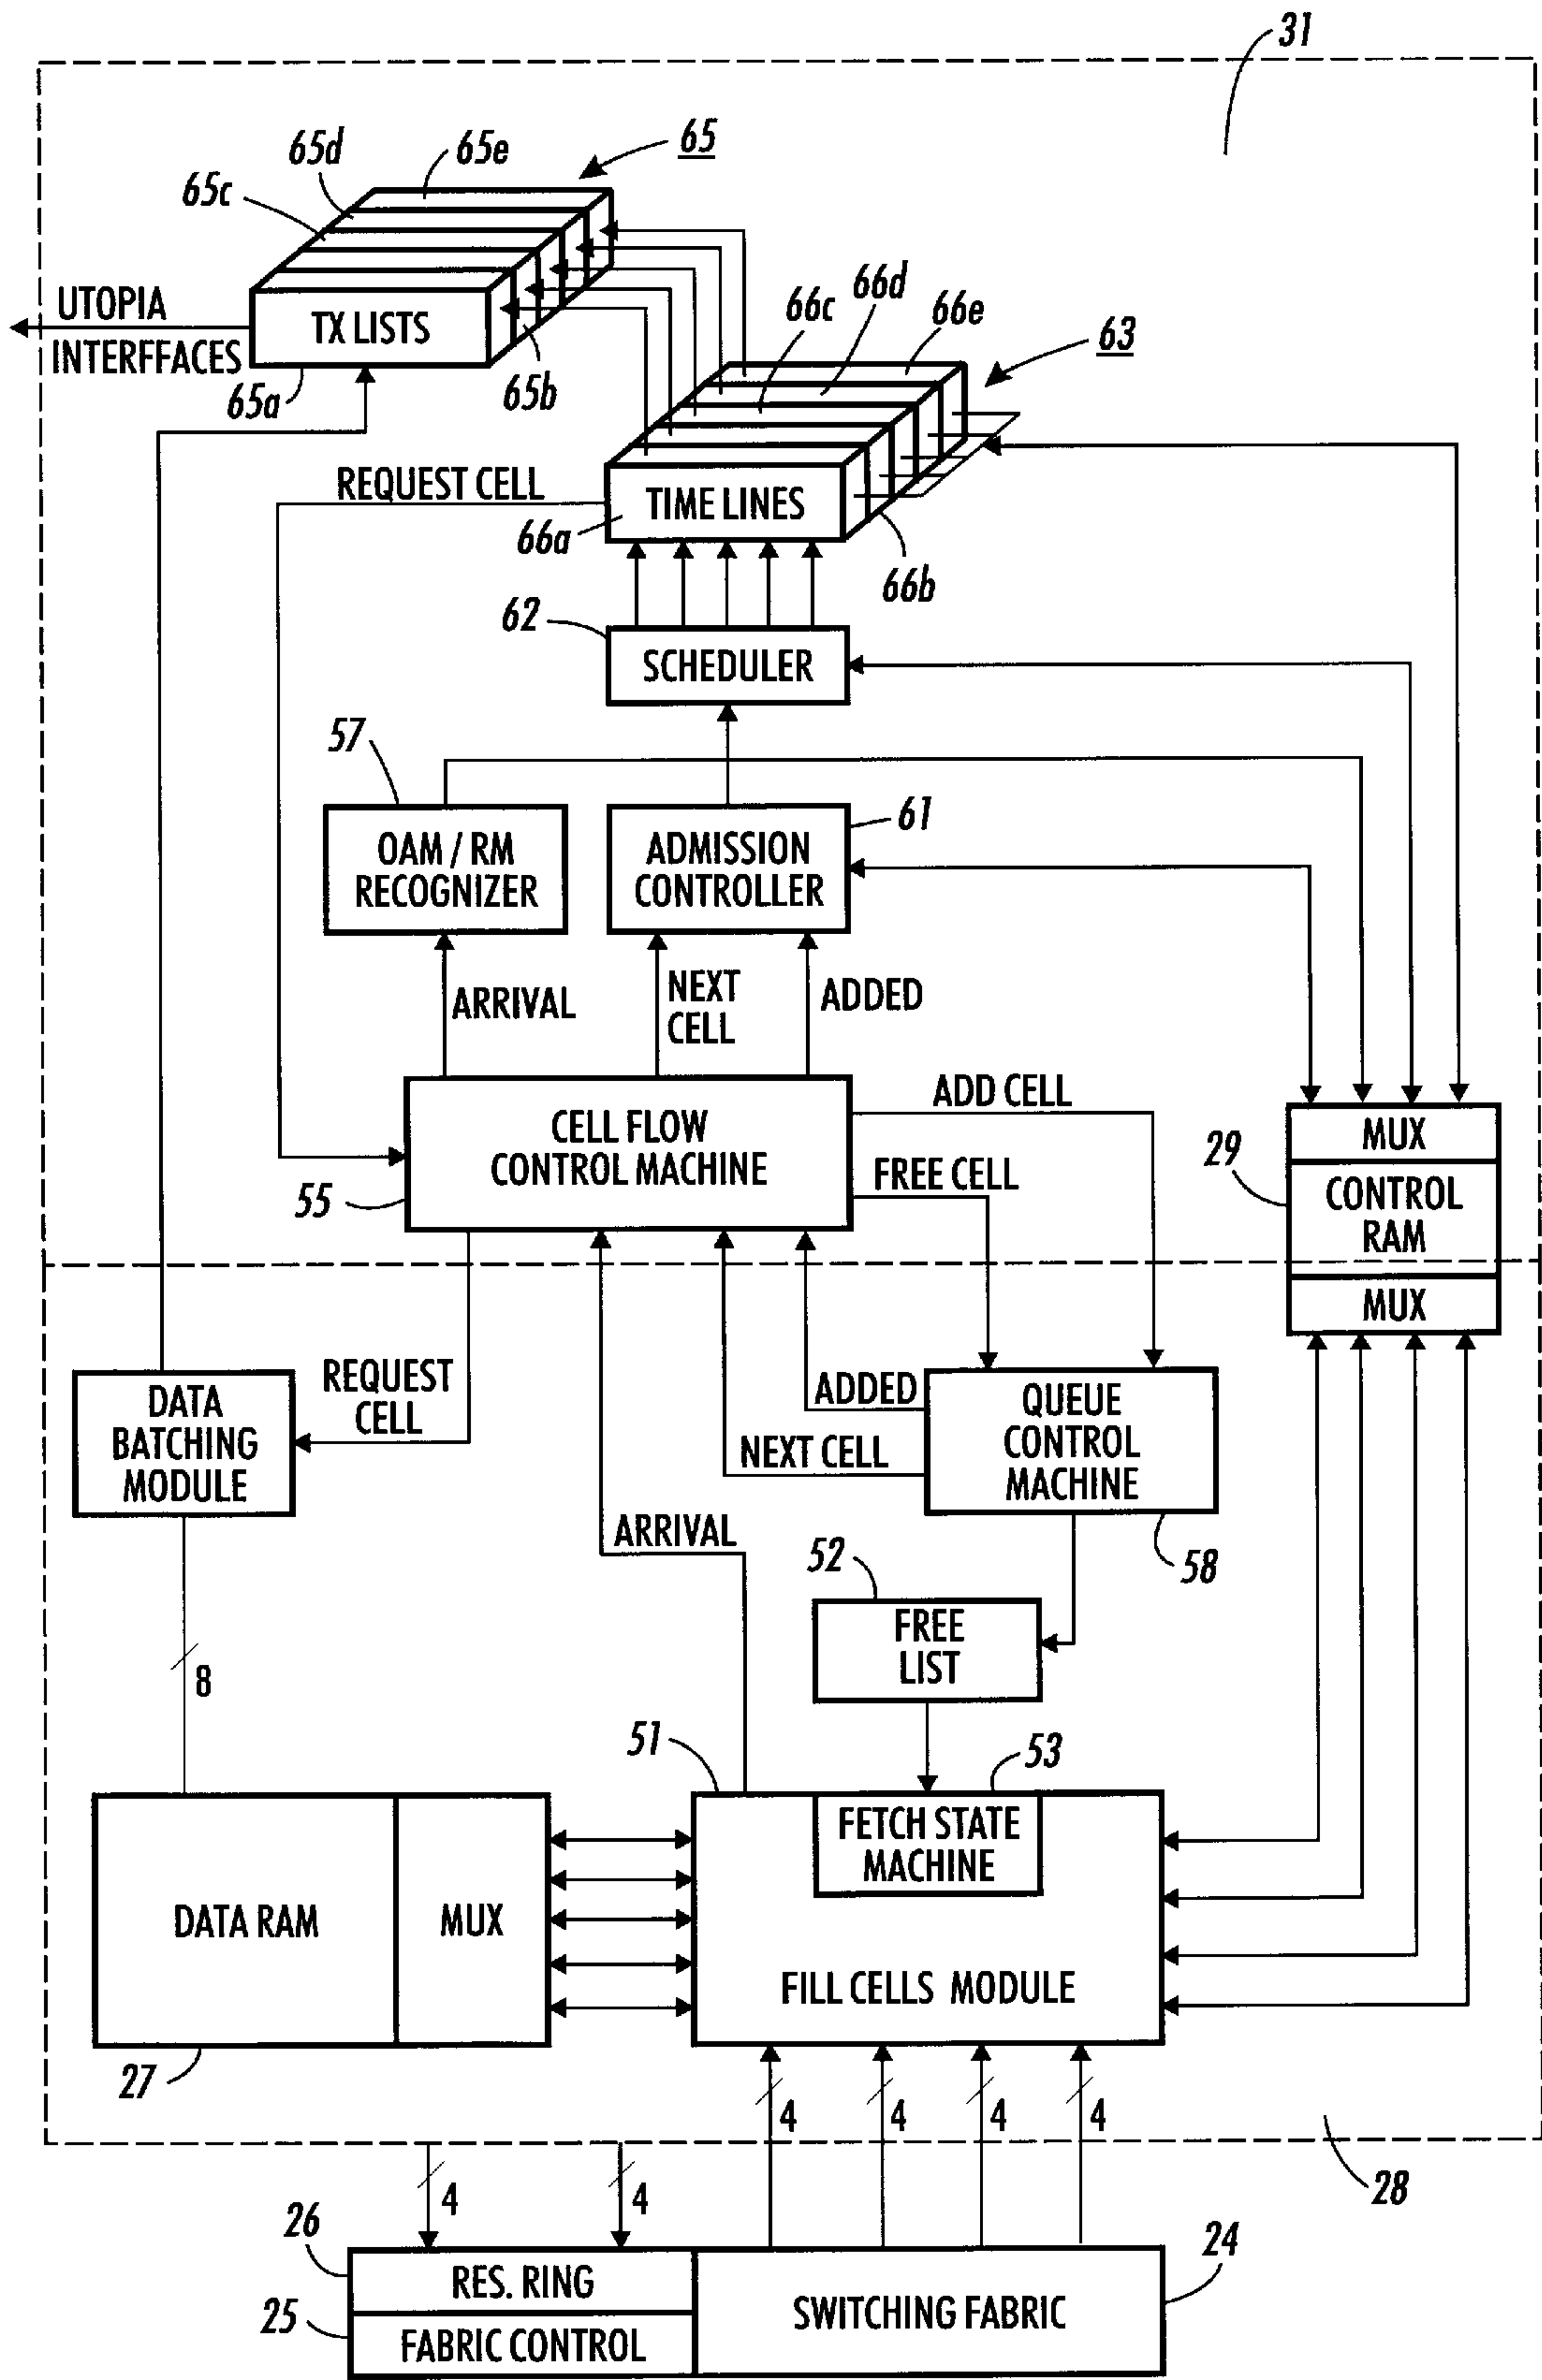 31
65d
65e
65
65c
UTOPIA
INTERFFACES
TX LISTS
65a
65b
66c
66d
66e
63
REQUEST CELL
TIME LINES
66a
66b
62
SCHEDULER
57
61
OAM / RM
RECOGNIZER
ADMISSION
CONTROLLER
ARRIVAL
NEXT
CELL
ADDED
CELL FLOW
CONTROL MACHINE
55
ADD CELL
FREE CELL
29
MUX
CONTROL
RAM
MUX
DATA
BATCHING
MODULE
REQUEST
CELL
ADDED
NEXT CELL
QUEUE
CONTROL
MACHINE
58
ARRIVAL
52
FREE
LIST
8
51
53
FETCH STATE
MACHINE
DATA RAM
MUX
FILL CELLS MODULE
27
4
4
4
4
28
4
4
26
RES. RING
25
FABRIC CONTROL
SWITCHING FABRIC
24